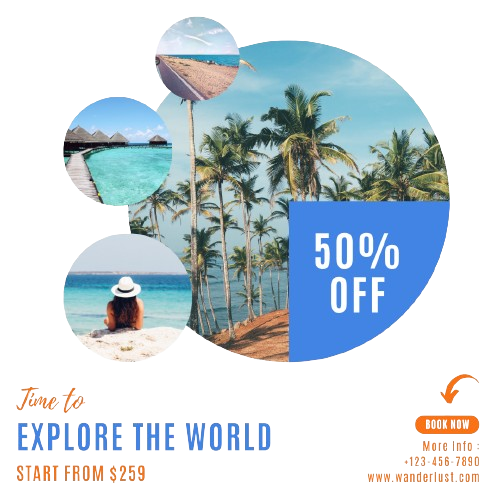 50%
OFF
Time to
EXPLORE THE WORLD
START FROM $259
BOOK NOW
More Info :
+123-456-7890
www.wanderlust.com